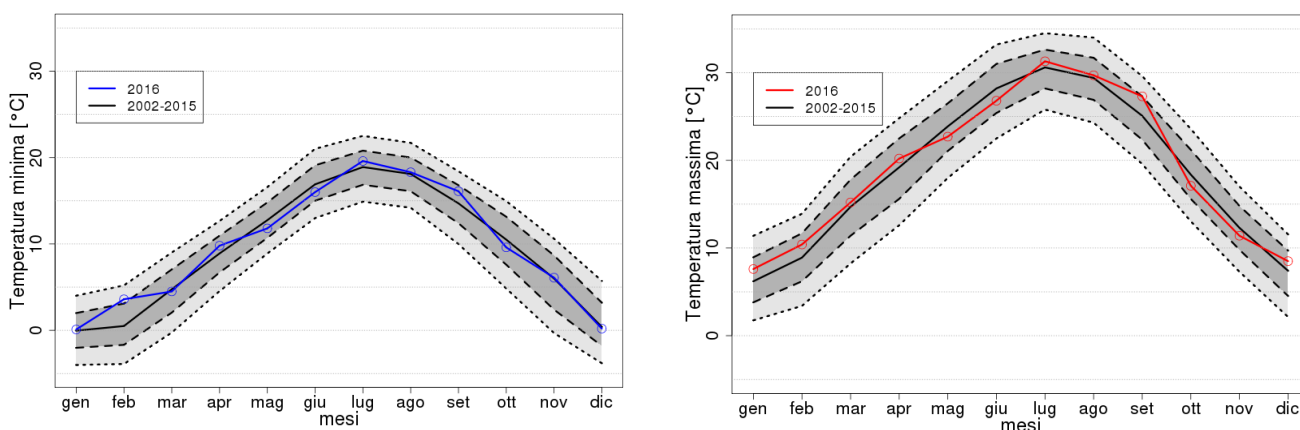 Temperatura minima [°C]
30
20
10
0
2016
2002-2015
gen feb mar apr mag giu lug ago set ott nov dic
mesi
Temperatura massima [°C]
30
20
10
0
2016
2002-2015
gen feb mar apr mag giu lug ago set ott nov dic
mesi